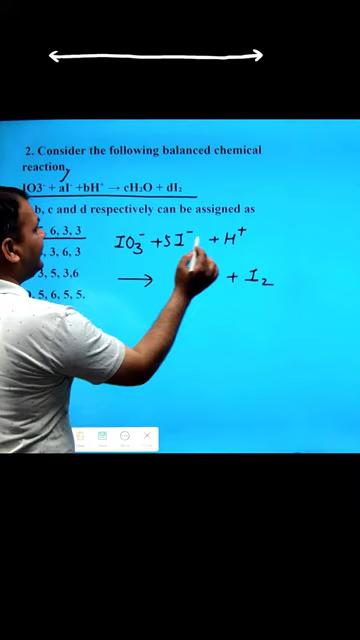 2. Consider the following balanced chemical
reaction,
IO3⁻ + aI⁻ +bH⁺ → cH₂O + dI₂
b, c and d respectively can be assigned as
6, 3, 3
3, 6, 3
3, 5, 3,6
5, 6, 5, 5.
IO₃⁻ + 5I⁻ + H⁺
→ + I₂